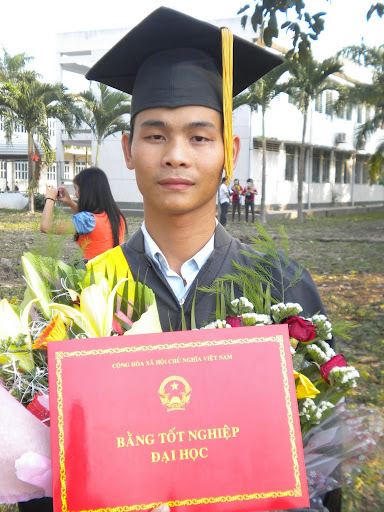 CỘNG HÒA XÃ HỘI CHỦ NGHĨA VIỆT NAM
BẰNG TỐT NGHIỆP
ĐẠI HỌC